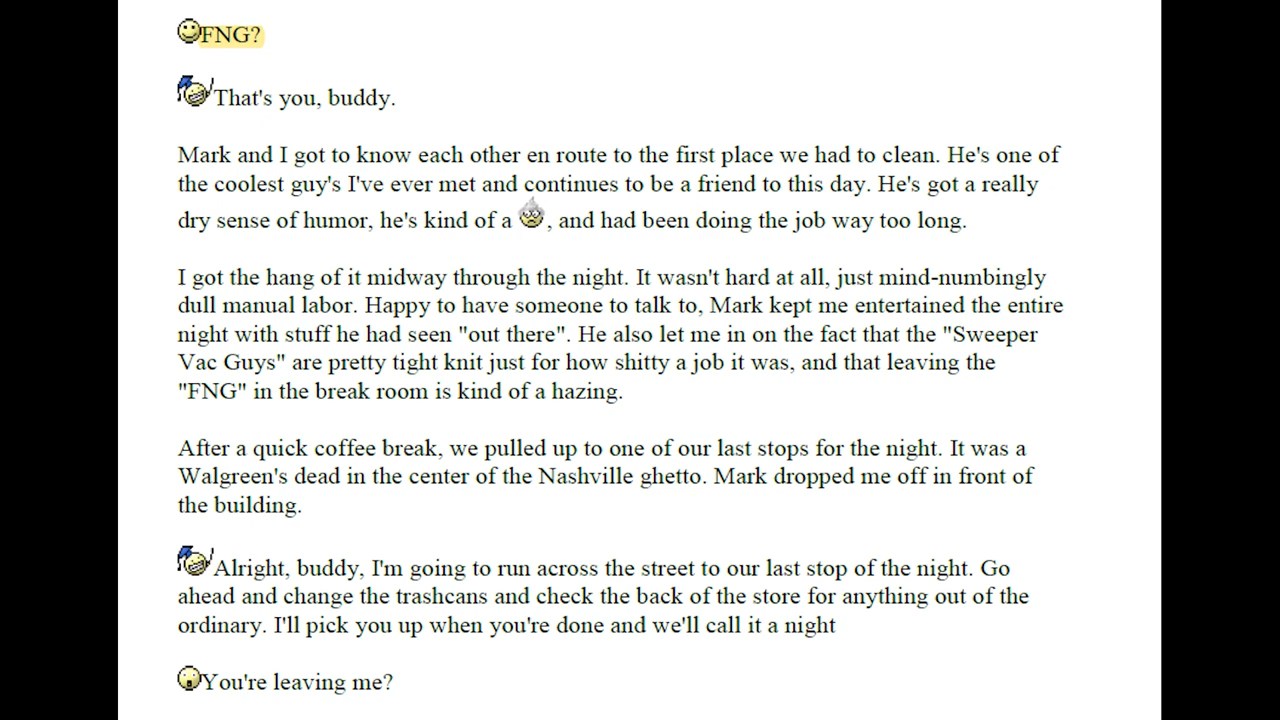 FNG?
That's you, buddy.
Mark and I got to know each other en route to the first place we had to clean. He's one of
the coolest guy's I've ever met and continues to be a friend to this day. He's got a really
dry sense of humor, he's kind of a , and had been doing the job way too long.
I got the hang of it midway through the night. It wasn't hard at all, just mind-numbingly
dull manual labor. Happy to have someone to talk to, Mark kept me entertained the entire
night with stuff he had seen "out there". He also let me in on the fact that the "Sweeper
Vac Guys" are pretty tight knit just for how shitty a job it was, and that leaving the
"FNG" in the break room is kind of a hazing.
After a quick coffee break, we pulled up to one of our last stops for the night. It was a
Walgreen's dead in the center of the Nashville ghetto. Mark dropped me off in front of
the building.
Alright, buddy, I'm going to run across the street to our last stop of the night. Go
ahead and change the trashcans and check the back of the store for anything out of the
ordinary. I'll pick you up when you're done and we'll call it a night
You're leaving me?